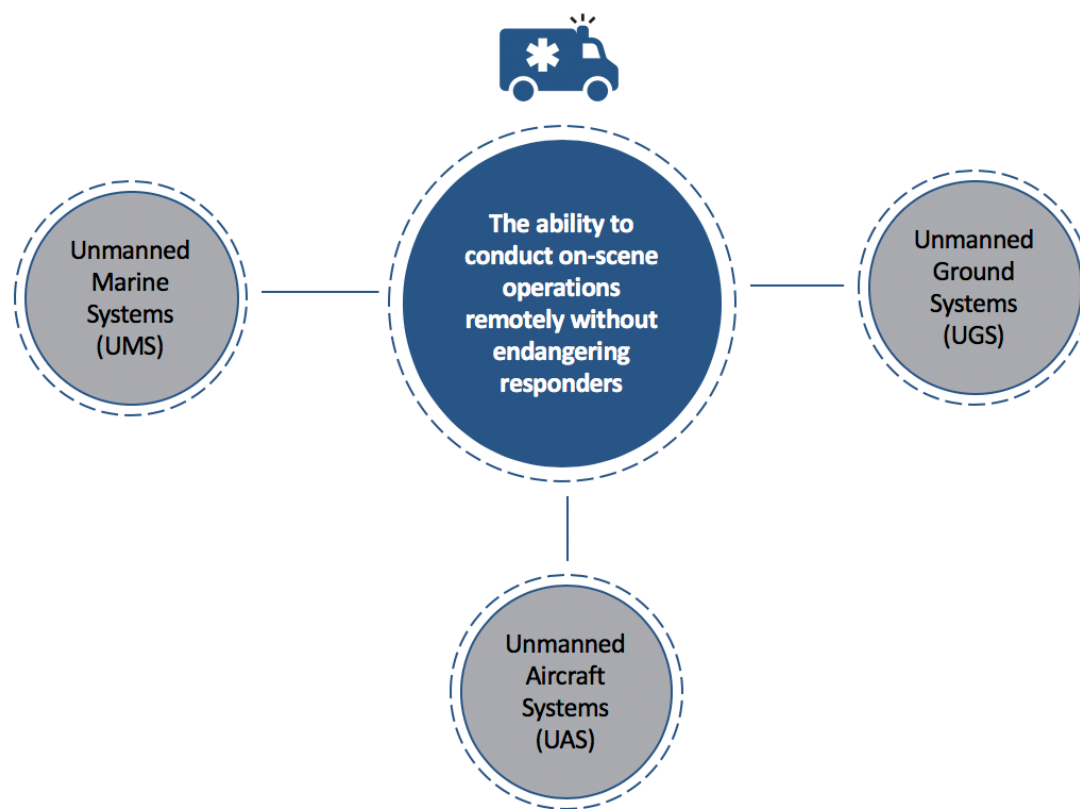 The ability to
conduct on-scene
operations
remotely without
endangering
responders
Unmanned
Marine
Systems
(UMS)
Unmanned
Ground
Systems
(UGS)
Unmanned
Aircraft
Systems
(UAS)